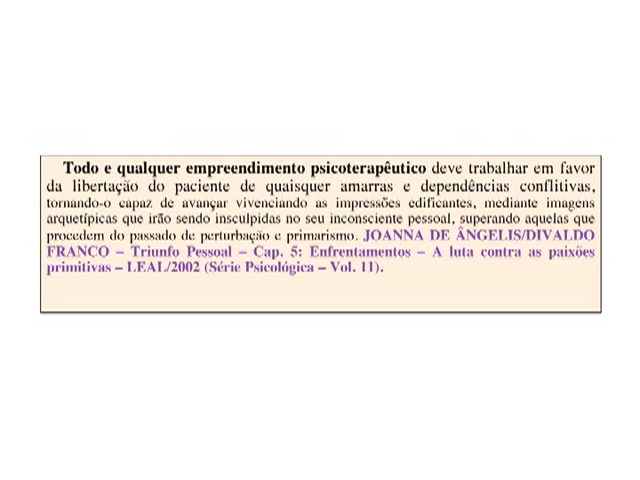 Todo e qualquer empreendimento psicoterapêutico deve trabalhar em favor
da libertação do paciente de quaisquer amarras e dependências conflitivas,
tornando-o capaz de avançar vivenciando as impressões edificantes, mediante imagens
arquetípicas que irão sendo insculpidas no seu inconsciente pessoal, superando aquelas que
procedem do passado de perturbação e primarismo. JOANNA DE ÂNGELIS/DIVALDO
FRANCO – Triunfo Pessoal – Cap. 5: Enfrentamentos – A luta contra as paixões
primitivas – LEAL/2002 (Série Psicológica – Vol. 11).